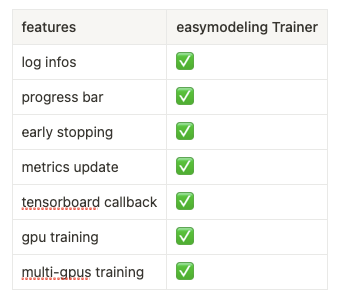 features easymodeling Trainer
log infos ✅
progress bar ✅
early stopping ✅
metrics update ✅
tensorboard callback ✅
gpu training ✅
multi-gpus training ✅